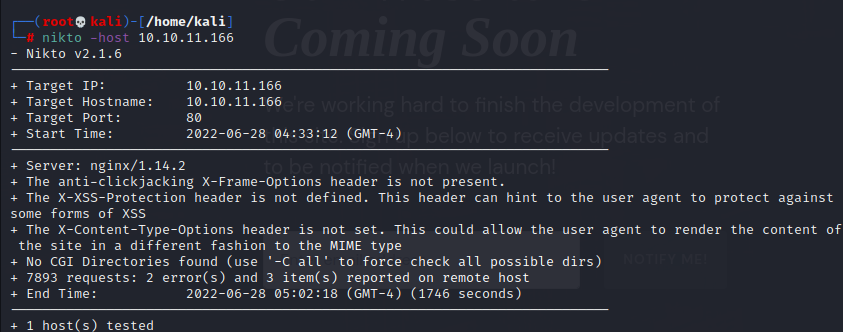 (root💀kali)-[/home/kali]
# nikto -host 10.10.11.166
- Nikto v2.1.6
+ Target IP: 10.10.11.166
+ Target Hostname: 10.10.11.166
+ Target Port: 80
+ Start Time: 2022-06-28 04:33:12 (GMT-4)
+ Server: nginx/1.14.2
+ The anti-clickjacking X-Frame-Options header is not present.
+ The X-XSS-Protection header is not defined. This header can hint to the user agent to protect against
some forms of XSS
+ The X-Content-Type-Options header is not set. This could allow the user agent to render the content of
the site in a different fashion to the MIME type
+ No CGI Directories found (use '-C all' to force check all possible dirs)
+ 7893 requests: 2 error(s) and 3 item(s) reported on remote host
+ End Time: 2022-06-28 05:02:18 (GMT-4) (1746 seconds)
+ 1 host(s) tested
Coming Soon
We're working hard to finish the development of
up below to receive updates and
to be notified when we launch!
NOTIFY ME!